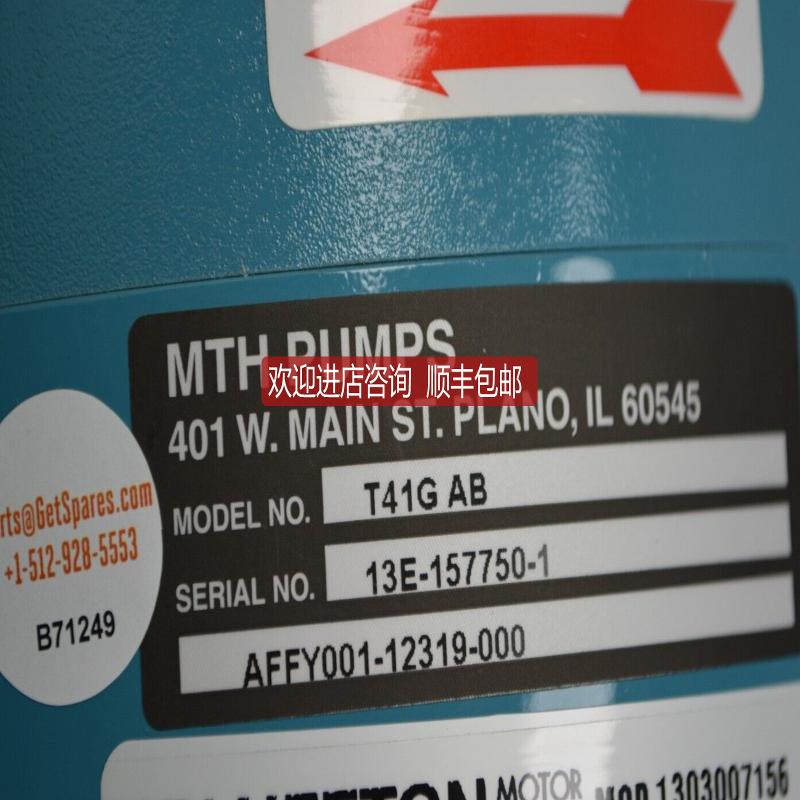 MTH PUMPS
欢迎进店咨询 顺丰包邮
401 W. MAIN ST. PLANO, IL 60545
MODEL NO. T41G AB
SERIAL NO. 13E-157750-1
AFFY001-12319-000
rts@GetSpares.com
+1-512-928-5553
B71249
MOTOR MOD 1303007156